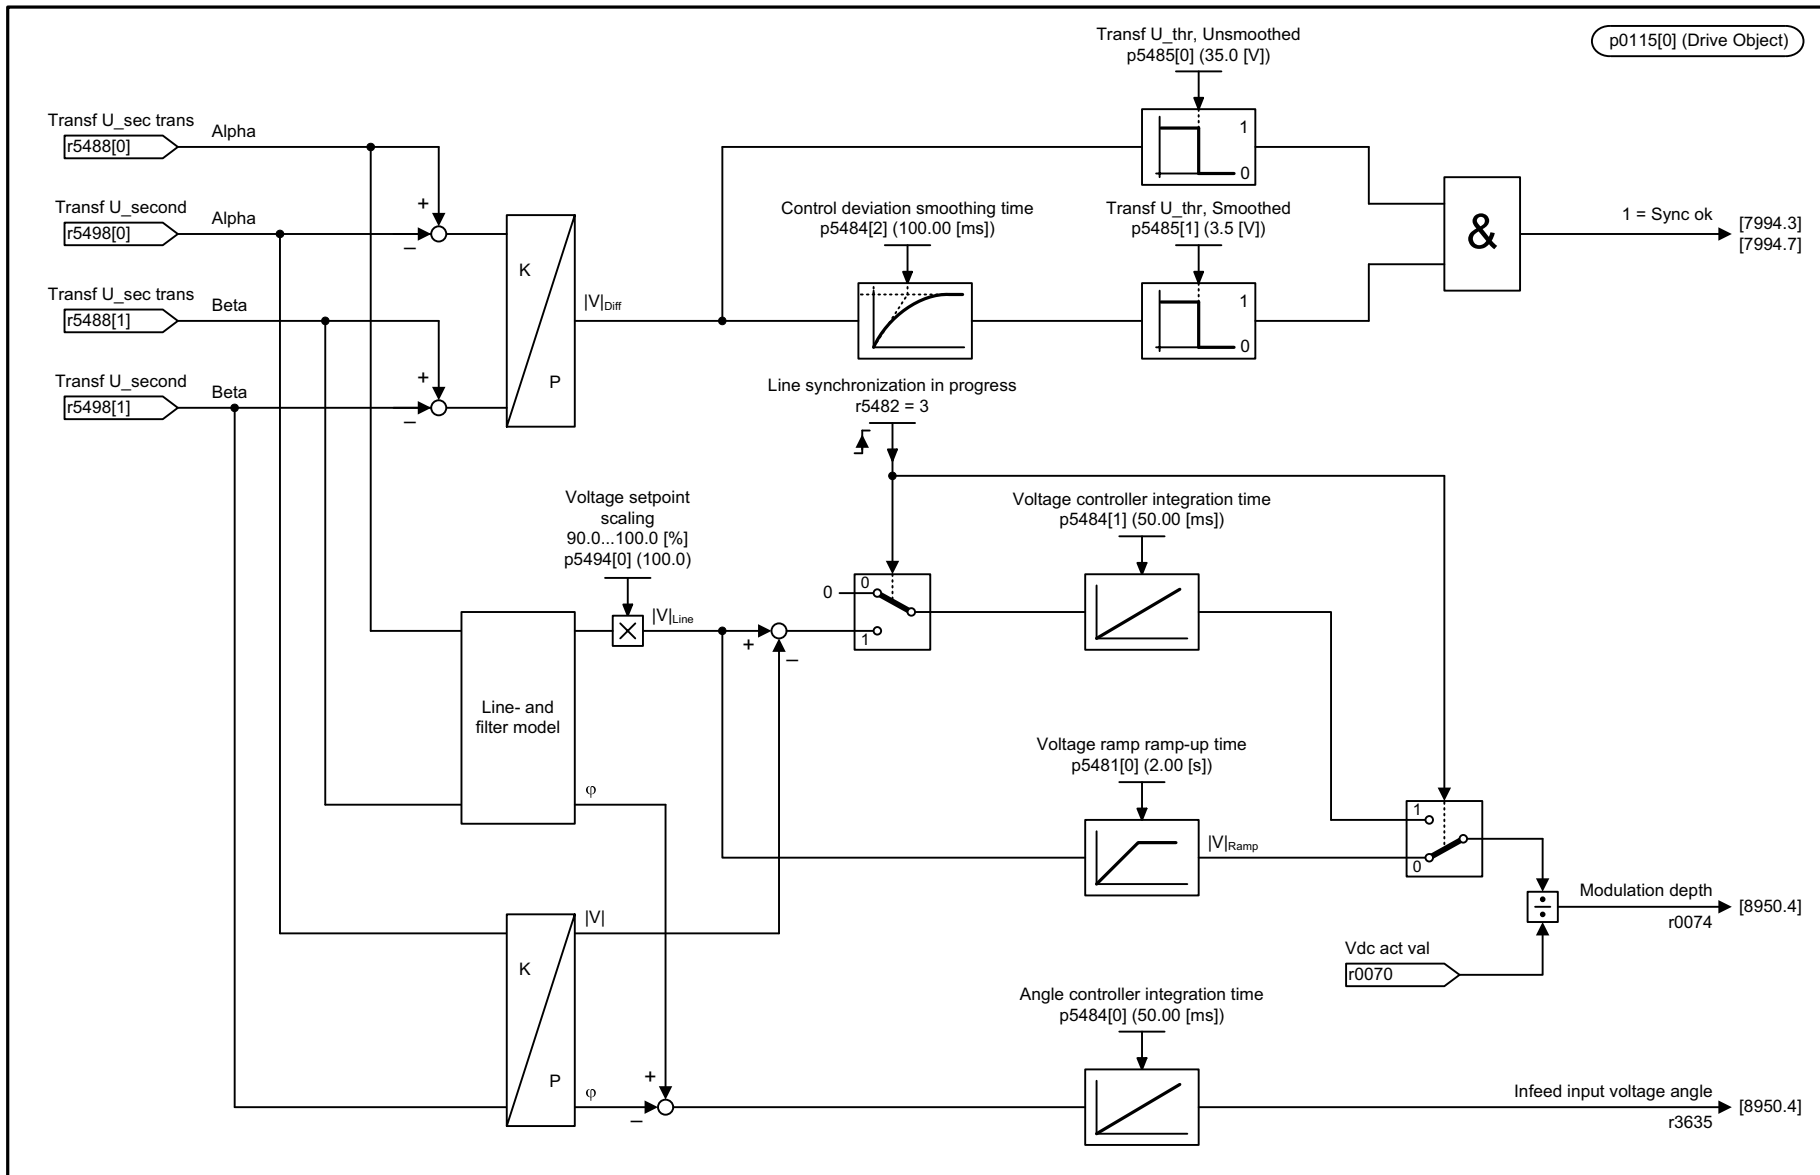 Transf U_thr, Unsmoothed
p5485[0] (35.0 [V])
p0115[0] (Drive Object)
Transf U_sec trans
r5488[0]
Alpha
1
0
+
Transf U_second
r5498[0]
Alpha
–
Control deviation smoothing time
p5484[2] (100.00 [ms])
Transf U_thr, Smoothed
p5485[1] (3.5 [V])
&
1 = Sync ok
[7994.3]
[7994.7]
K
P
|V|Diff
1
0
Transf U_sec trans
r5488[1]
Beta
+
Transf U_second
r5498[1]
Beta
–
Line synchronization in progress
r5482 = 3
Voltage setpoint
scaling
90.0...100.0 [%]
p5494[0] (100.0)
Voltage controller integration time
p5484[1] (50.00 [ms])
0
0
1
×
|V|Line
+
–
Line- and
filter model
φ
Voltage ramp ramp-up time
p5481[0] (2.00 [s])
|V|Ramp
1
0
÷
Modulation depth
r0074
[8950.4]
Vdc act val
r0070
K
P
|V|
φ
+
–
Angle controller integration time
p5484[0] (50.00 [ms])
Infeed input voltage angle
r3635
[8950.4]